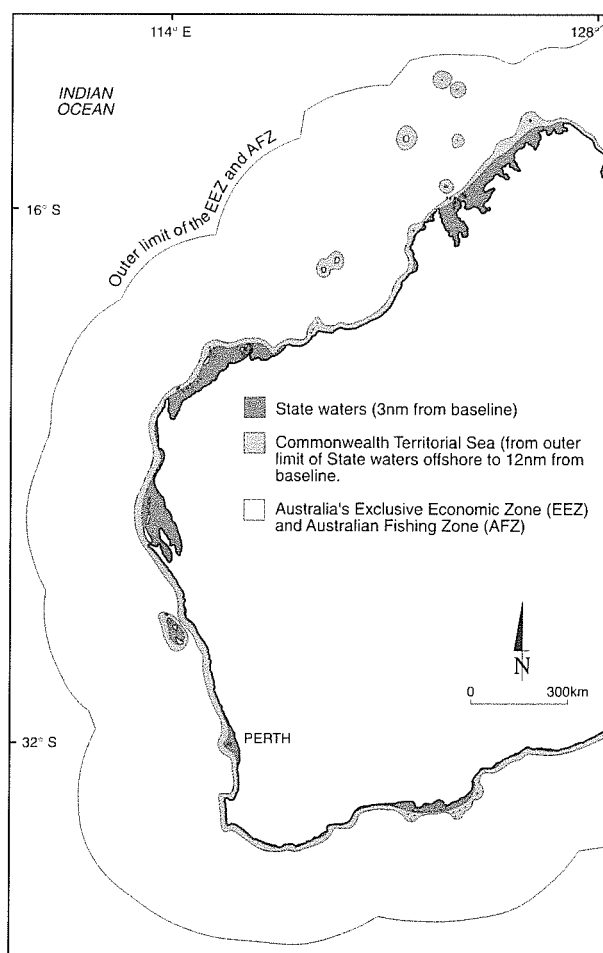 114° E
128°
INDIAN
OCEAN
Outer limit of the EEZ and AFZ
16° S
State waters (3nm from baseline)
Commonwealth Territorial Sea (from outer
limit of State waters offshore to 12nm from
baseline.
Australia's Exclusive Economic Zone (EEZ)
and Australian Fishing Zone (AFZ)
N
0 300km
32° S
PERTH